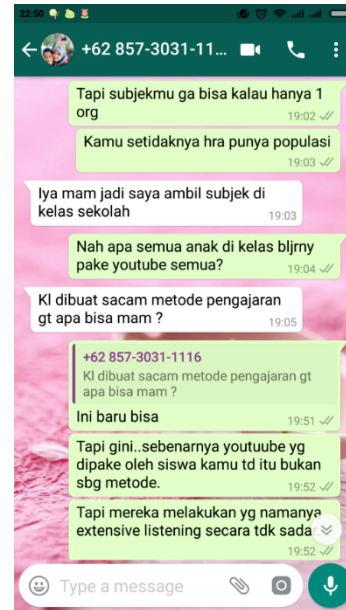 22:50
+62 857-3031-11...
Tapi subjekmu ga bisa kalau hanya 1
org
19:02
Kamu setidaknya hra punya populasi
19:03
Iya mam jadi saya ambil subjek di
kelas sekolah
19:03
Nah apa semua anak di kelas bljrny
pake youtube semua?
19:04
Kl dibuat sacam metode pengajaran
gt apa bisa mam ?
19:05
+62 857-3031-1116
Kl dibuat sacam metode pengajaran gt
apa bisa mam ?
Ini baru bisa
19:51
Tapi gini..sebenarnya youtuube yg
dipake oleh siswa kamu td itu bukan
sbg metode.
19:52
Tapi mereka melakukan yg namanya
extensive listening secara tdk sada
19:52
Type a message